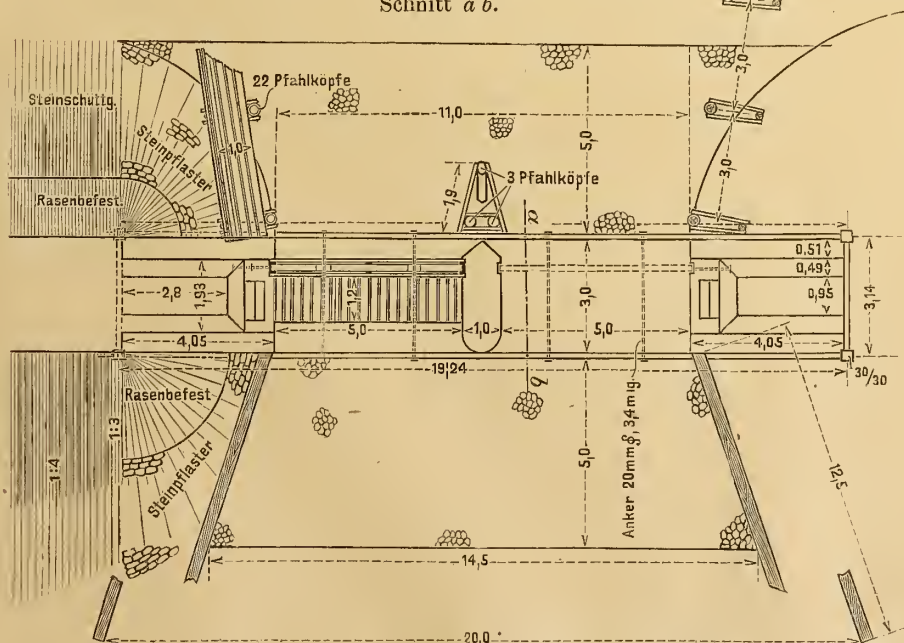 Schnitt a b.
3,0
22 Pfahlköpfe
Steinschüttg.
11,0
Steinpflaster
1,0
5,0
3,0
3 Pfahlköpfe
1,9
Rasenbefest.
a
0,51
0,49
2,8
1,93
1,2
3,0
0,95
3,14
5,0
1,0
5,0
4,05
4,05
19,24
30/30
b
Rasenbefest.
1:3
1:4
Steinpflaster
5,0
Anker 20mm
12,5
14,5
20,0